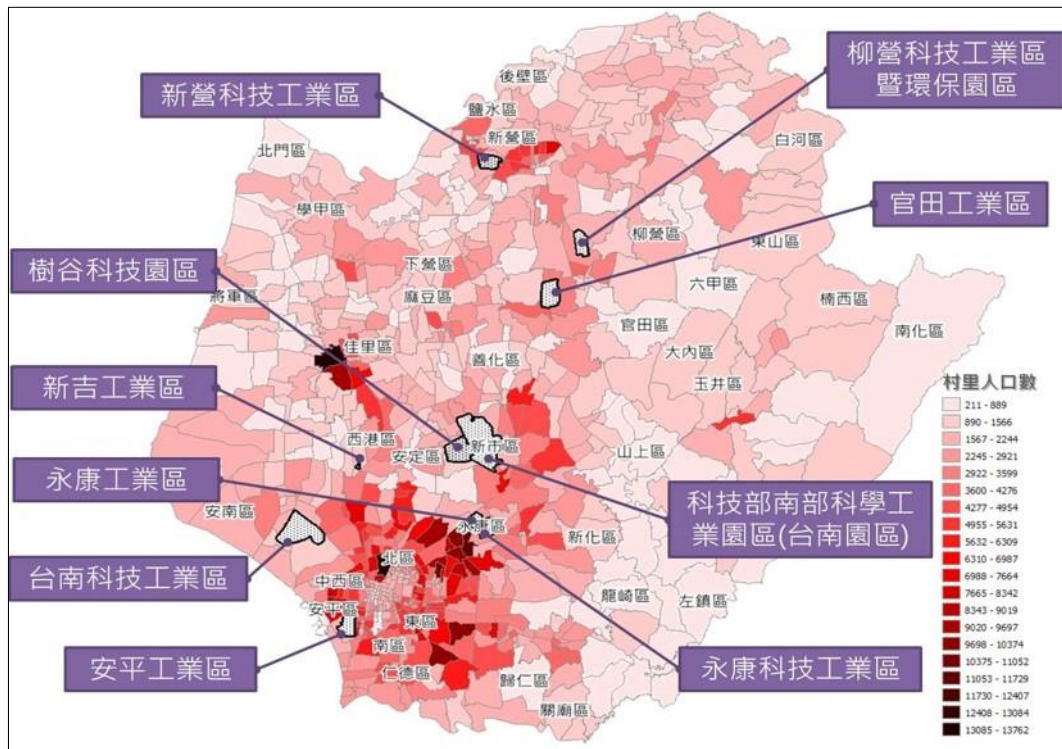 柳營科技工業區
暨環保園區
新營科技工業區
官田工業區
樹谷科技園區
新吉工業區
永康工業區
台南科技工業區
安平工業區
科技部南部科學工
業園區(台南園區)
永康科技工業區
後壁區
鹽水區
新營區
白河區
北門區
學甲區
柳營區
東山區
下營區
六甲區
將軍區
麻豆區
楠西區
官田區
南化區
佳里區
善化區
大內區
玉井區
西港區
安定區
新市區
山上區
安南區
永康區
新化區
北區
中西區
安平區
東區
龍崎區
左鎮區
南區
仁德區
歸仁區
關廟區
村里人口數
211 - 889
890 - 1566
1567 - 2244
2245 - 2921
2922 - 3599
3600 - 4276
4277 - 4954
4955 - 5631
5632 - 6309
6310 - 6987
6988 - 7664
7665 - 8342
8343 - 9019
9020 - 9697
9698 - 10374
10375 - 11052
11053 - 11729
11730 - 12407
12408 - 13084
13085 - 13762